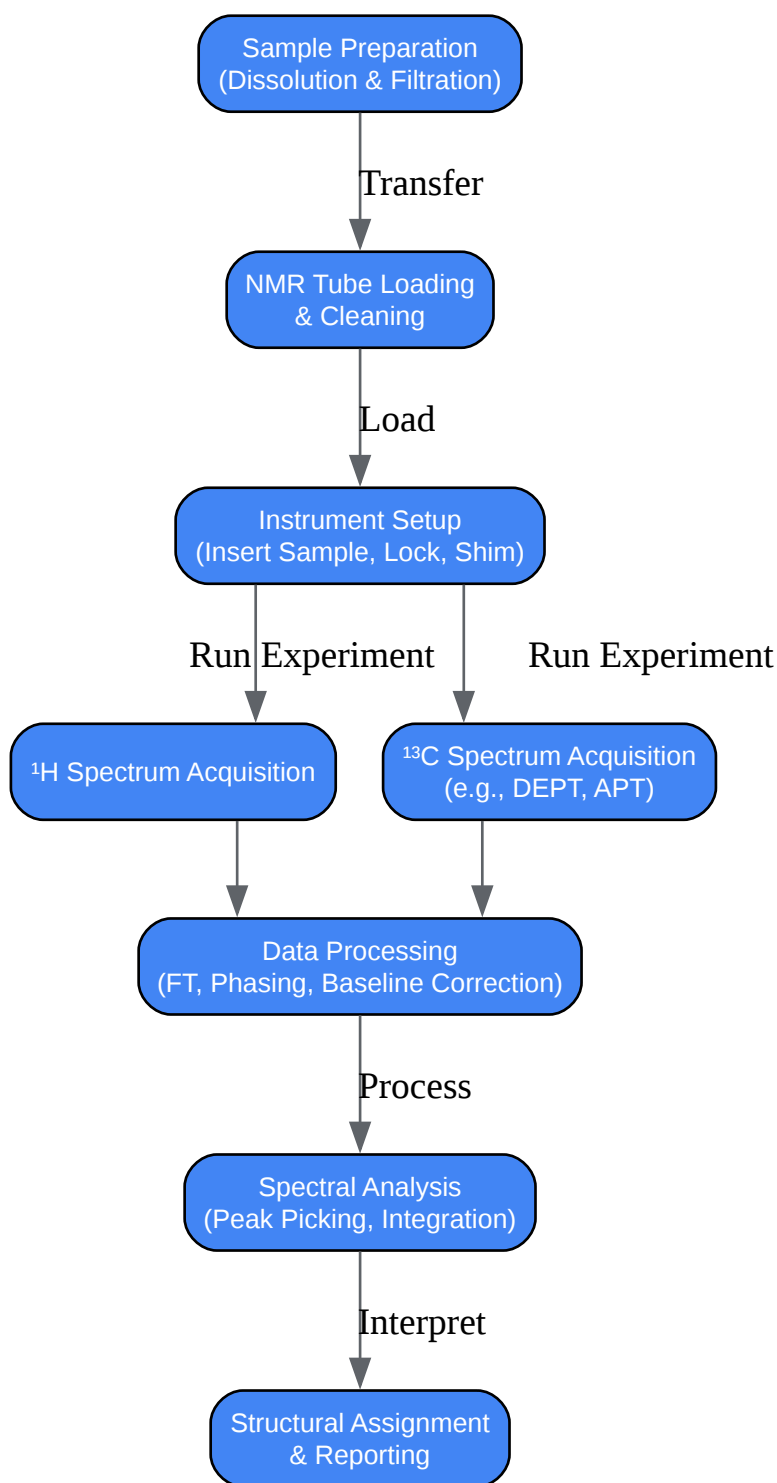 Sample Preparation
(Dissolution & Filtration)
Transfer
NMR Tube Loading
& Cleaning
Load
Instrument Setup
(Insert Sample, Lock, Shim)
Run Experiment
Run Experiment
¹H Spectrum Acquisition
¹³C Spectrum Acquisition
(e.g., DEPT, APT)
Data Processing
(FT, Phasing, Baseline Correction)
Process
Spectral Analysis
(Peak Picking, Integration)
Interpret
Structural Assignment
& Reporting